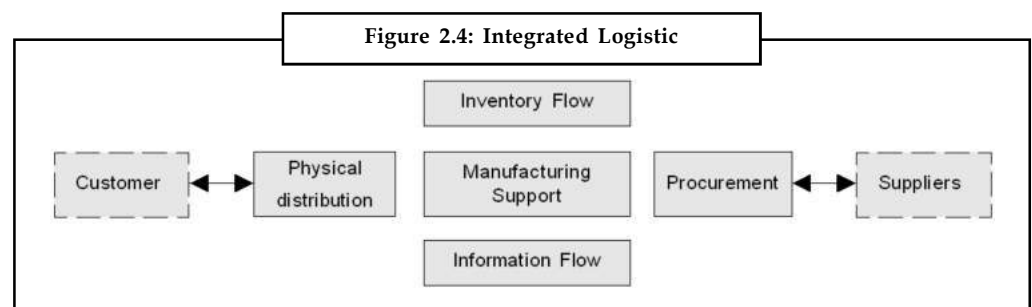 Figure 2.4: Integrated Logistic
Inventory Flow
Customer
Physical
distribution
Manufacturing
Support
Procurement
Suppliers
Information Flow